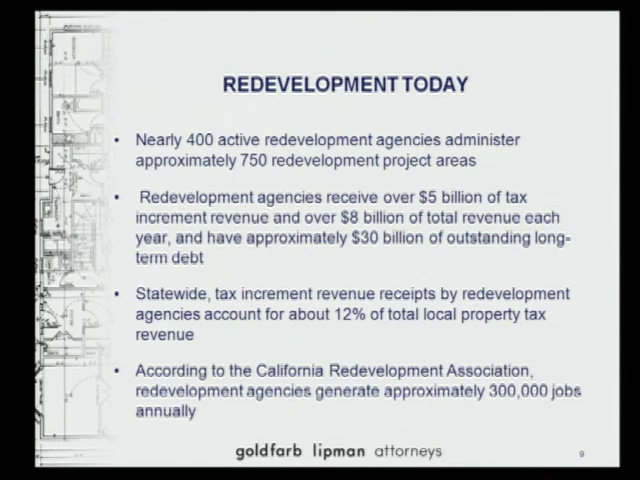 REDEVELOPMENT TODAY
• Nearly 400 active redevelopment agencies administer
approximately 750 redevelopment project areas
• Redevelopment agencies receive over $5 billion of tax
increment revenue and over $8 billion of total revenue each
year, and have approximately $30 billion of outstanding long-
term debt
• Statewide, tax increment revenue receipts by redevelopment
agencies account for about 12% of total local property tax
revenue
• According to the California Redevelopment Association,
redevelopment agencies generate approximately 300,000 jobs
annually
goldfarb lipman attorneys
9